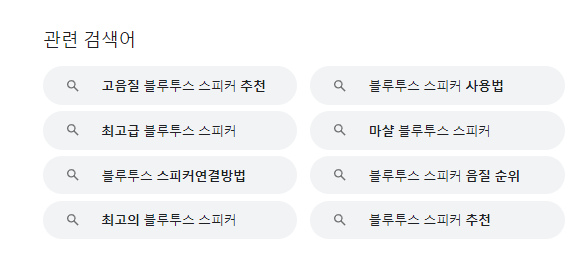 관련 검색어
고음질 블루투스 스피커 추천
블루투스 스피커 사용법
최고급 블루투스 스피커
마샬 블루투스 스피커
블루투스 스피커연결방법
블루투스 스피커 음질 순위
최고의 블루투스 스피커
블루투스 스피커 추천